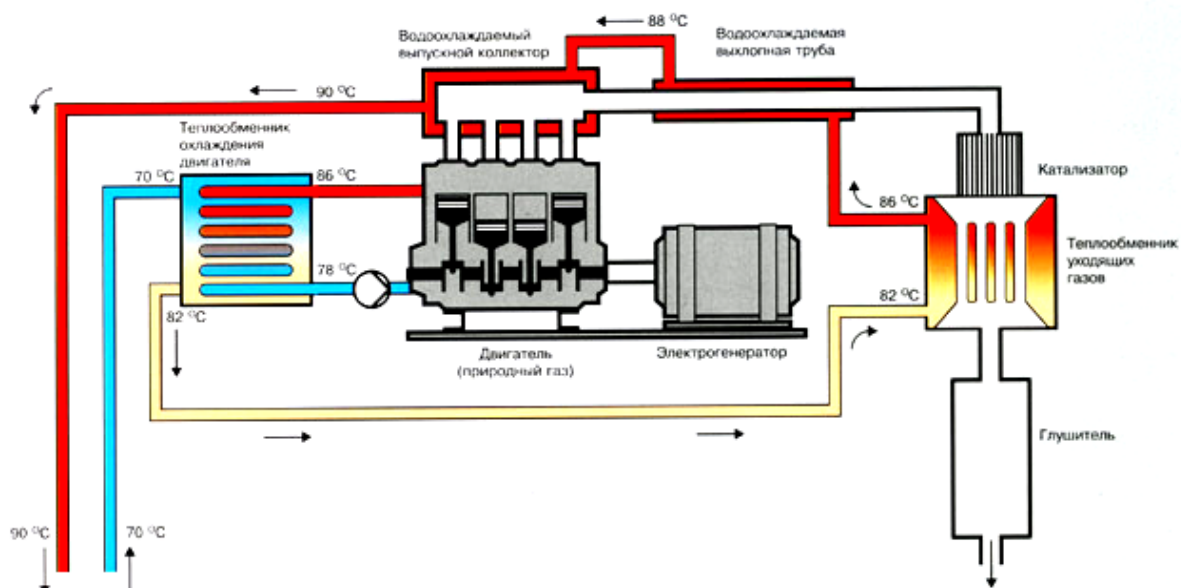 88 °C
Водоохлаждаемый
выпускной коллектор
Водоохлаждаемая
выхлопная труба
90 °C
Теплообменник
охлаждения
двигателя
70 °C
86 °C
Катализатор
86 °C
Теплообменник
уходящих
газов
78 °C
82 °C
82 °C
Двигатель
(природный газ)
Электрогенератор
Глушитель
90 °C
70 °C